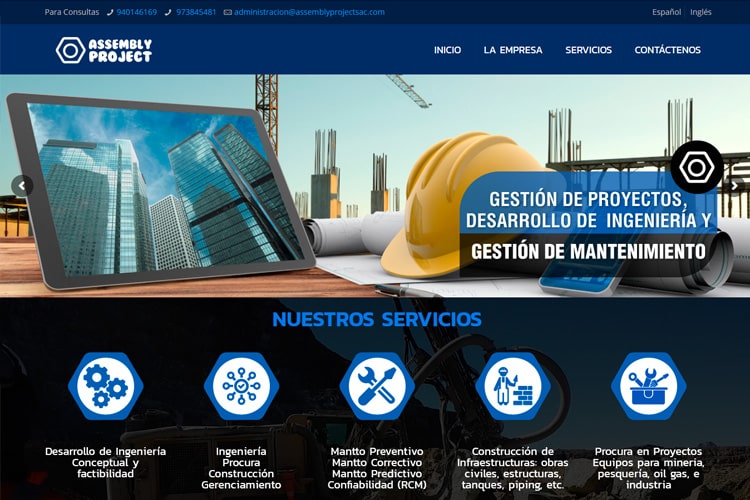 Para Consultas 940146169 973845481 administracion@assemblyprojectsac.com Español Inglés
ASSEMBLY
PROJECT
INICIO LA EMPRESA SERVICIOS CONTÁCTENOS
GESTIÓN DE PROYECTOS,
DESARROLLO DE INGENIERÍA Y
GESTIÓN DE MANTENIMIENTO
NUESTROS SERVICIOS
Desarrollo de Ingeniería
Conceptual y
factibilidad
Ingeniería
Procura
Construcción
Gerenciamiento
Mantto Preventivo
Mantto Correctivo
Mantto Predictivo
Confiabilidad (RCM)
Construcción de
Infraestructuras: obras
civiles, estructuras,
tanques, piping, etc.
Procura en Proyectos
Equipos para mineria,
pesquería, oil gas, e
industria